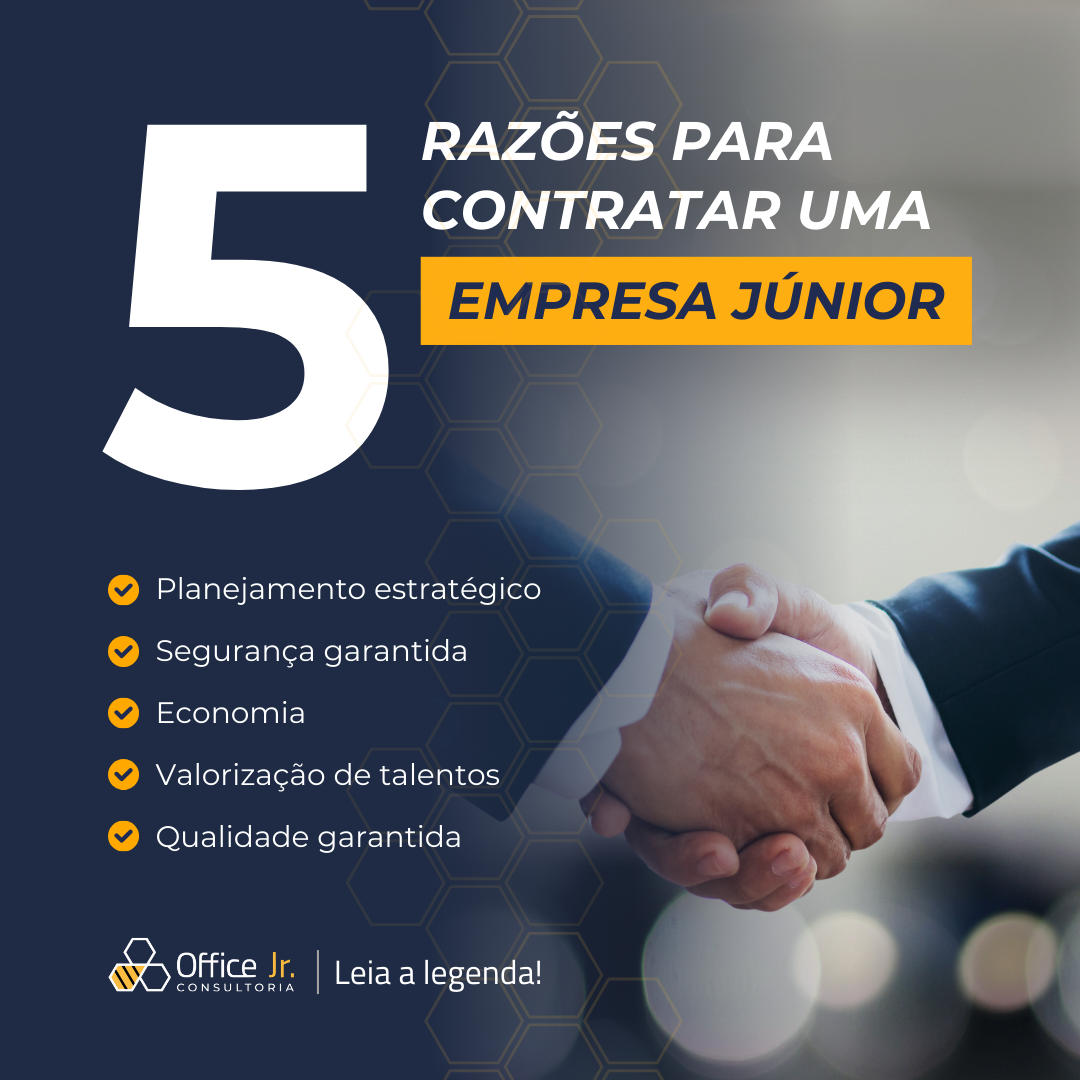 5
RAZÕES PARA
CONTRATAR UMA
EMPRESA JÚNIOR
Planejamento estratégico
Segurança garantida
Economia
Valorização de talentos
Qualidade garantida
Office Jr.
CONSULTORIA
Leia a legenda!